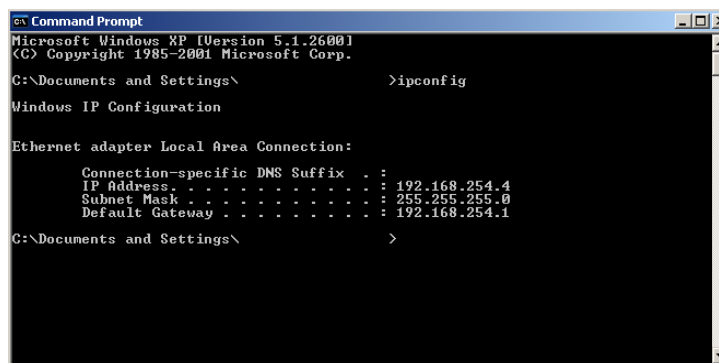 Command Prompt
Microsoft Windows XP [Version 5.1.2600]
(C) Copyright 1985-2001 Microsoft Corp.
C:\Documents and Settings\                  >ipconfig
Windows IP Configuration
Ethernet adapter Local Area Connection:
        Connection-specific DNS Suffix  . :
        IP Address. . . . . . . . . . . . : 192.168.254.4
        Subnet Mask . . . . . . . . . . . : 255.255.255.0
        Default Gateway . . . . . . . . . : 192.168.254.1
C:\Documents and Settings\                  >